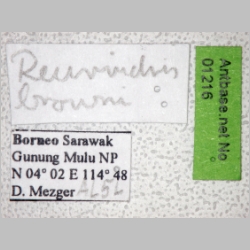 Recurvidris
browni
Borneo Sarawak
Gunung Mulu NP
N 04° 02 E 114° 48
D. Mezger
Antbase.net No
01216